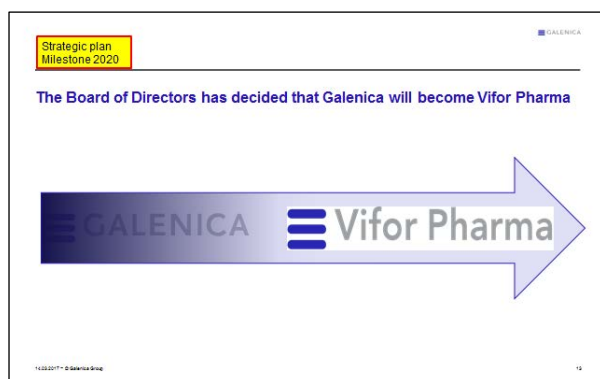 GALENICA
Strategic plan
Milestone 2020
The Board of Directors has decided that Galenica will become Vifor Pharma
GALENICA Vifor Pharma
14.03.2017 - © Galenica Group 13